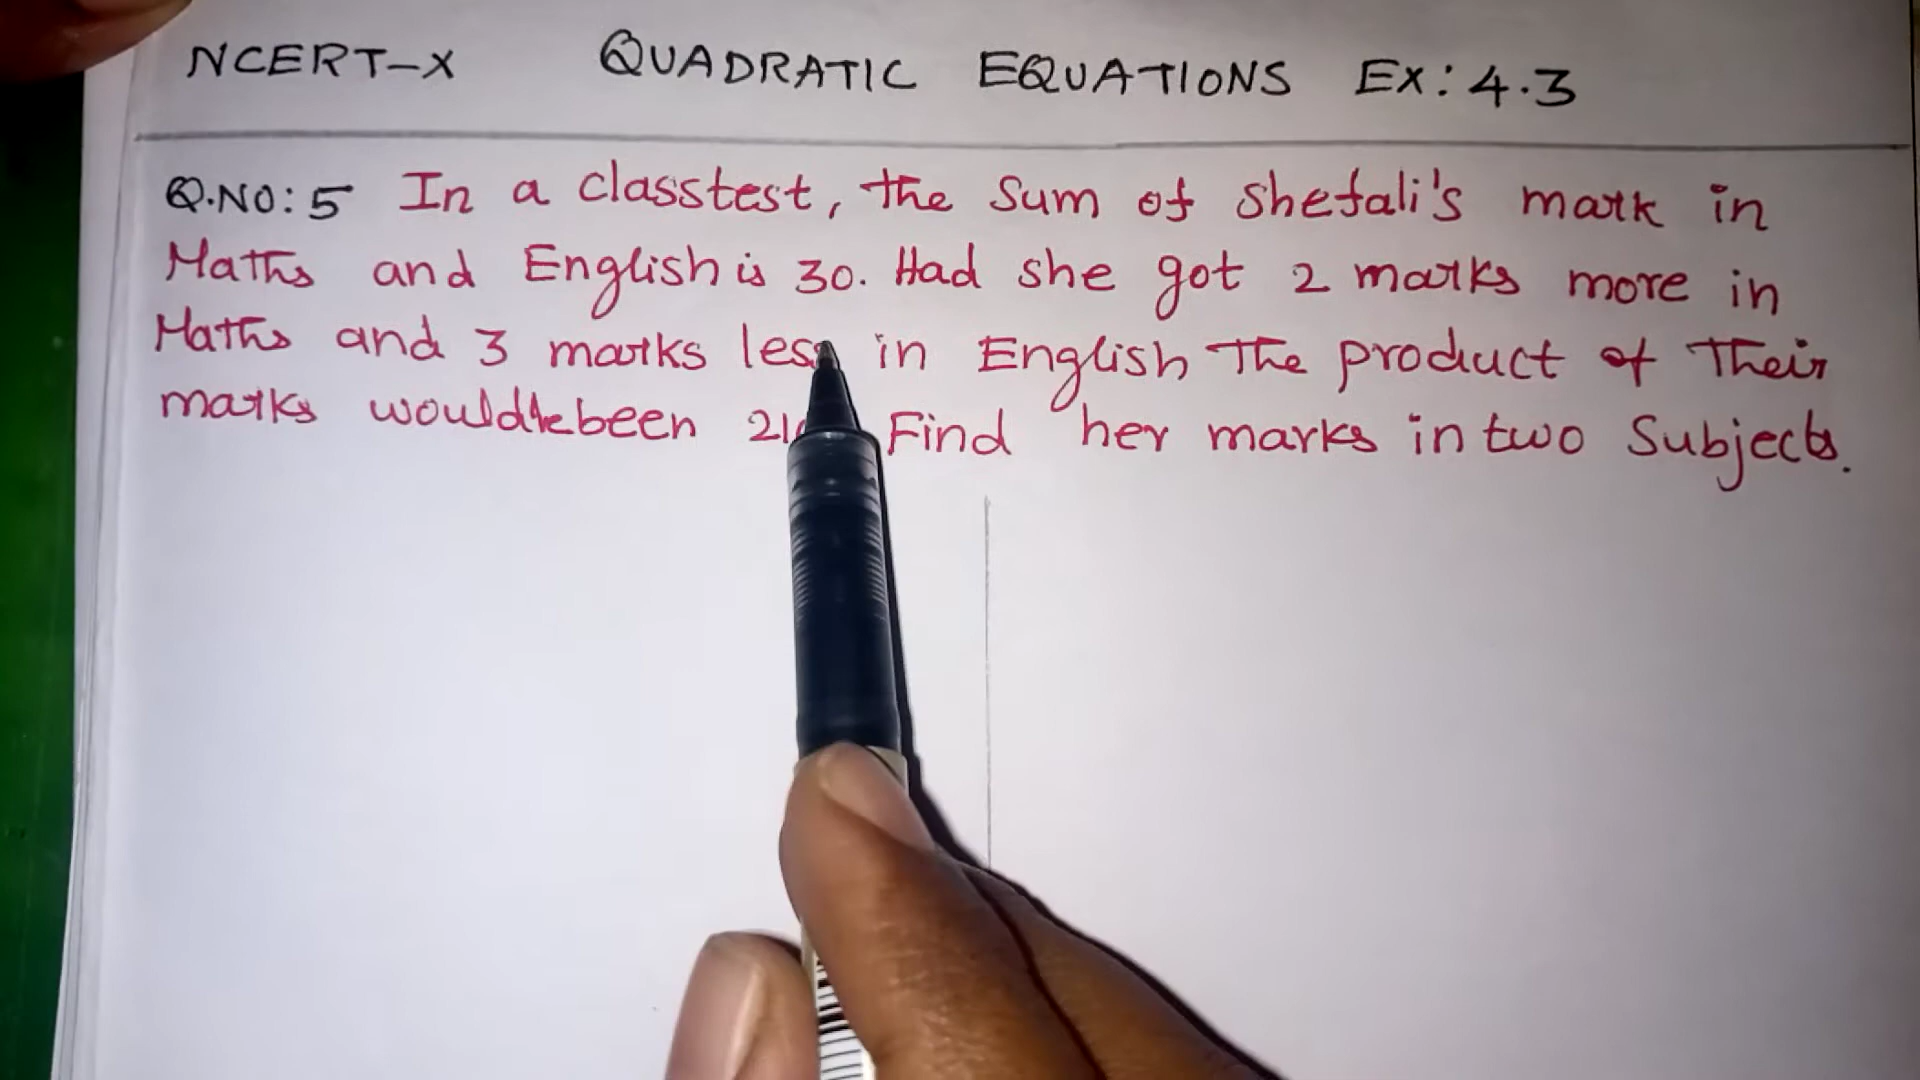 NCERT-X QUADRATIC EQUATIONS EX: 4.3
Q.NO: 5 In a classtest, the Sum of Shefali's mark in
Maths and English is 30. Had she got 2 marks more in
Maths and 3 marks less in English The product of Their
marks been Find her marks in two Subjects.